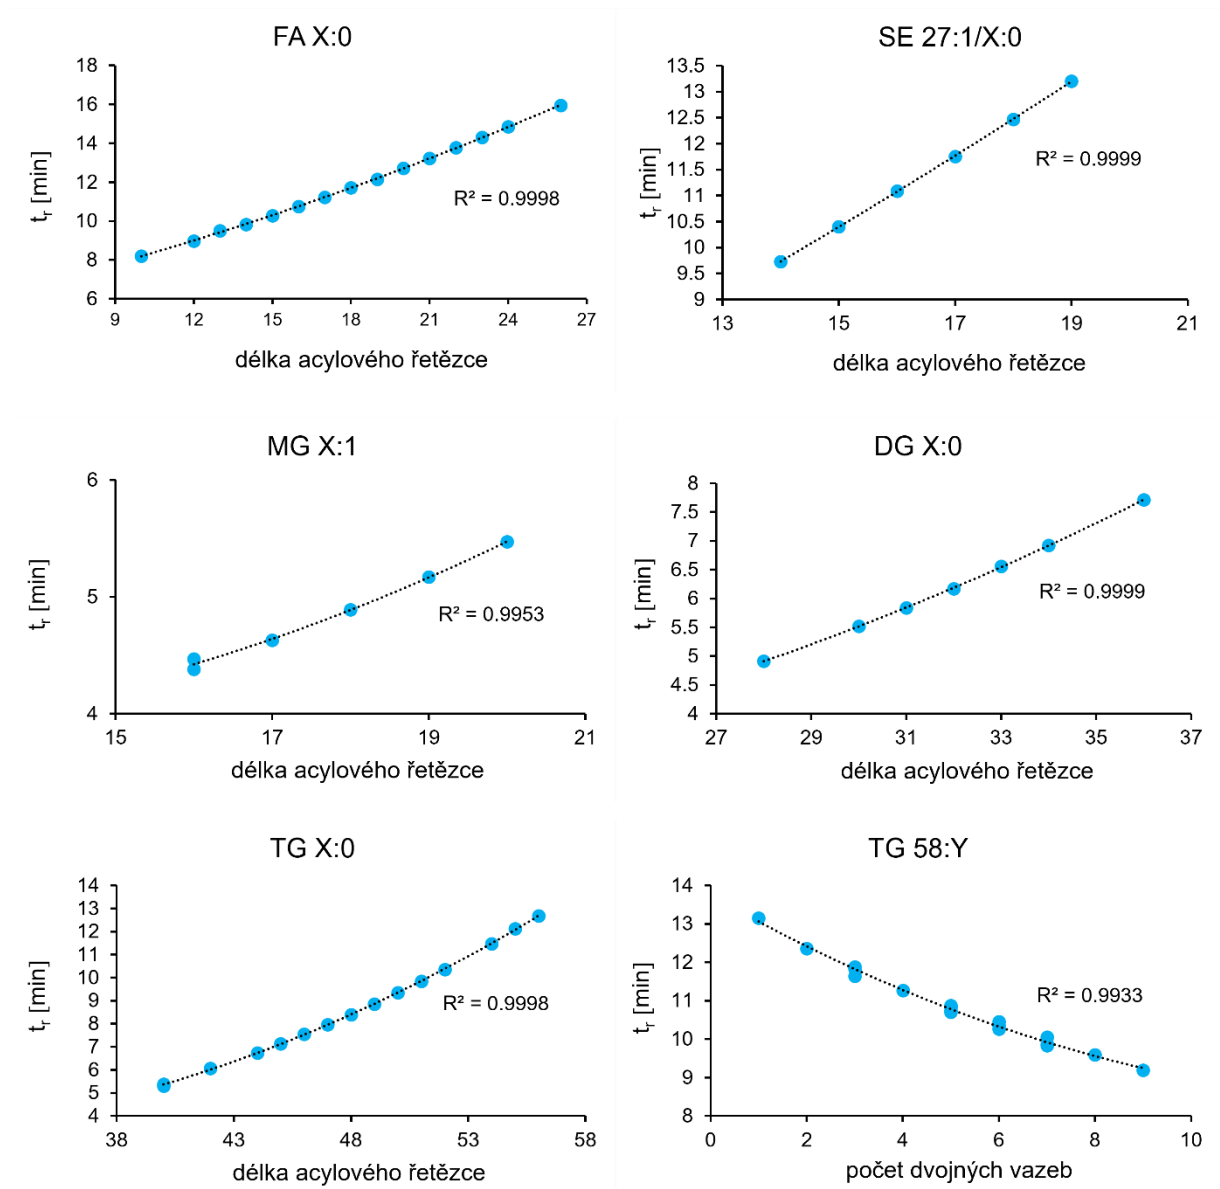 FA X:0
18
16
14
12
10
8
6
t_r [min]
R² = 0.9998
9 12 15 18 21 24 27
délka acylového řetězce
SE 27:1/X:0
13.5
13
12.5
12
11.5
11
10.5
10
9.5
9
t_r [min]
R² = 0.9999
13 15 17 19 21
délka acylového řetězce
MG X:1
6
5
4
t_r [min]
R² = 0.9953
15 17 19 21
délka acylového řetězce
DG X:0
8
7.5
7
6.5
6
5.5
5
4.5
4
t_r [min]
R² = 0.9999
27 29 31 33 35 37
délka acylového řetězce
TG X:0
14
13
12
11
10
9
8
7
6
5
4
t_r [min]
R² = 0.9998
38 43 48 53 58
délka acylového řetězce
TG 58:Y
14
13
12
11
10
9
8
t_r [min]
R² = 0.9933
0 2 4 6 8 10
počet dvojných vazeb